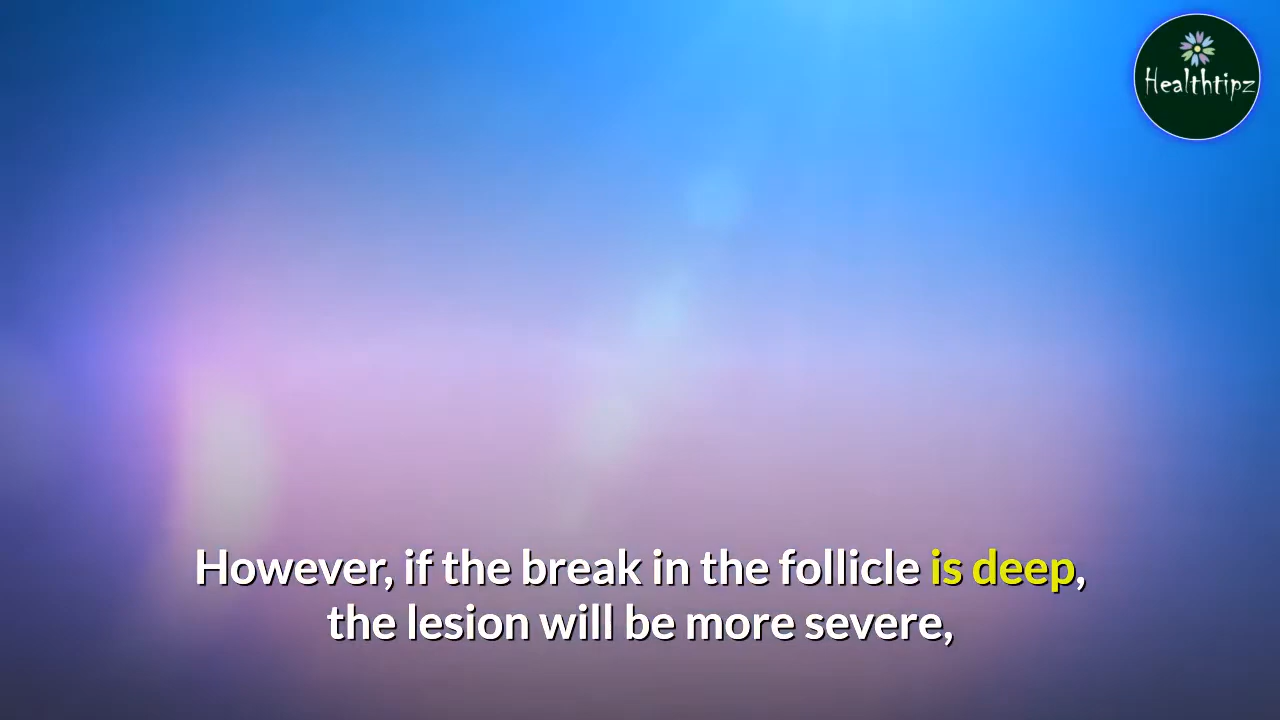 Healthtipz
However, if the break in the follicle is deep,
the lesion will be more severe,